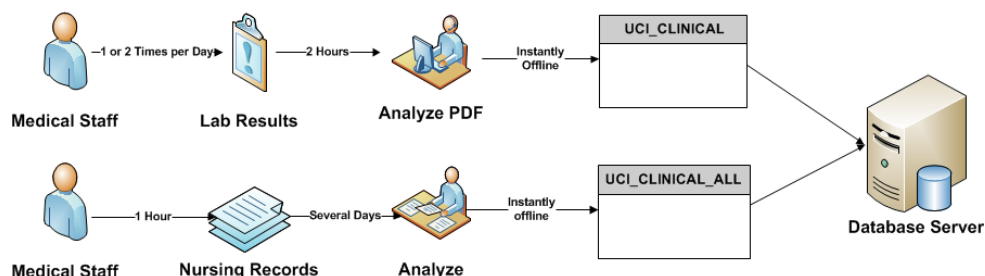 1 or 2 Times per Day
2 Hours
Instantly
Offline
UCI_CLINICAL
Medical Staff
Lab Results
Analyze PDF
1 Hour
Several Days
Instantly
offline
UCI_CLINICAL_ALL
Database Server
Medical Staff
Nursing Records
Analyze